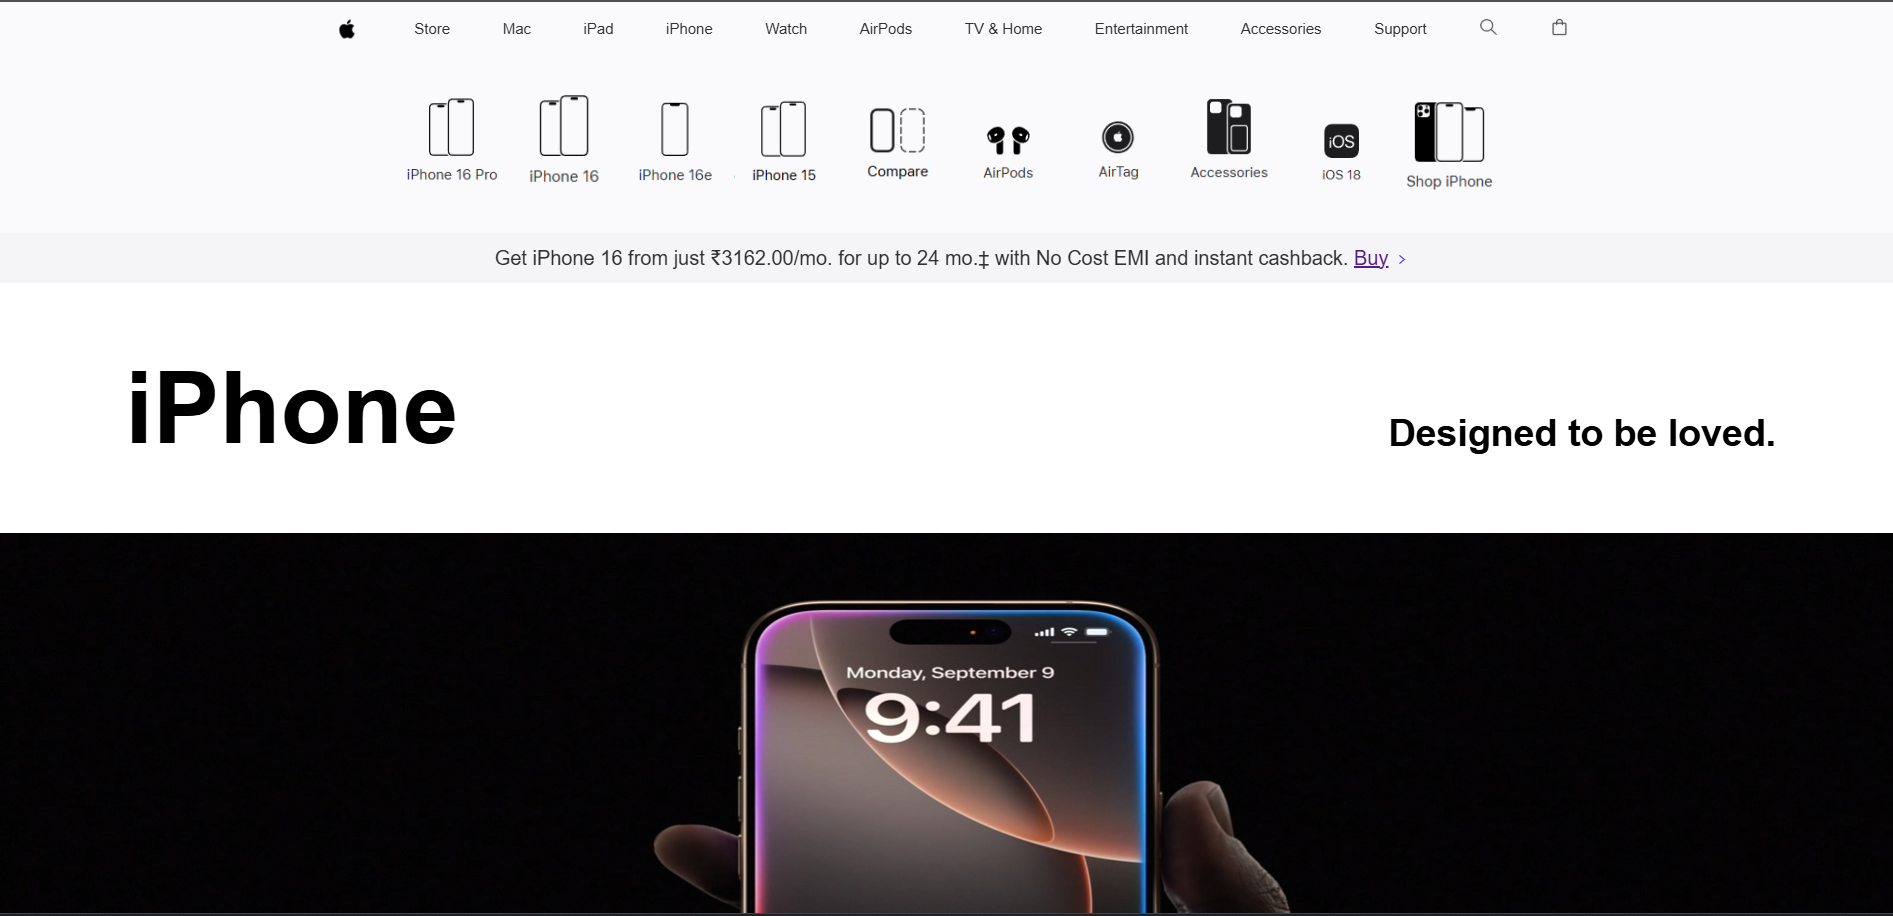 Store Mac iPad iPhone Watch AirPods TV & Home Entertainment Accessories Support
iPhone 16 Pro iPhone 16 iPhone 16e iPhone 15 Compare AirPods AirTag Accessories iOS iOS 18 Shop iPhone
Get iPhone 16 from just ₹3162.00/mo. for up to 24 mo.‡ with No Cost EMI and instant cashback. Buy >
iPhone
Designed to be loved.
Monday, September 9
9:41